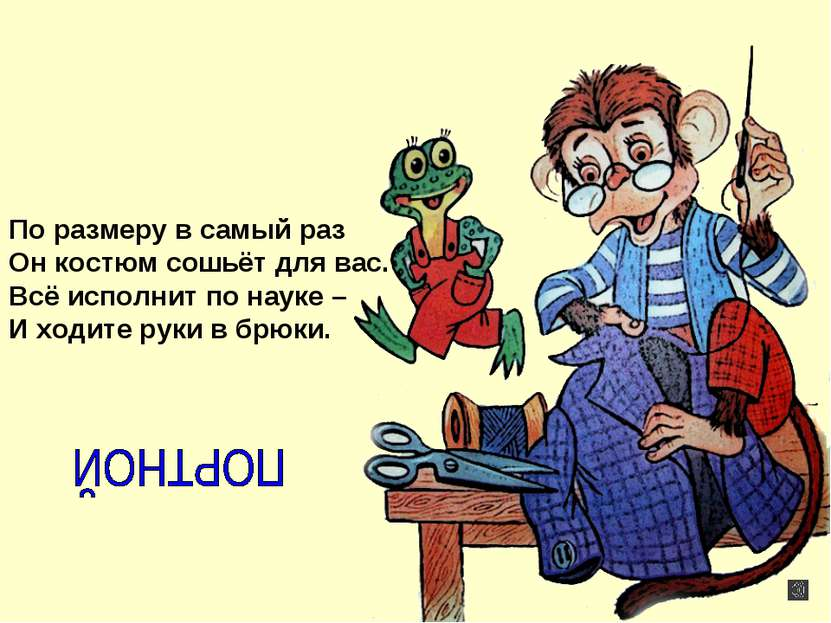 По размеру в самый раз
Он костюм сошьёт для вас.
Всё исполнит по науке –
И ходите руки в брюки.
ПОРТНОЙ